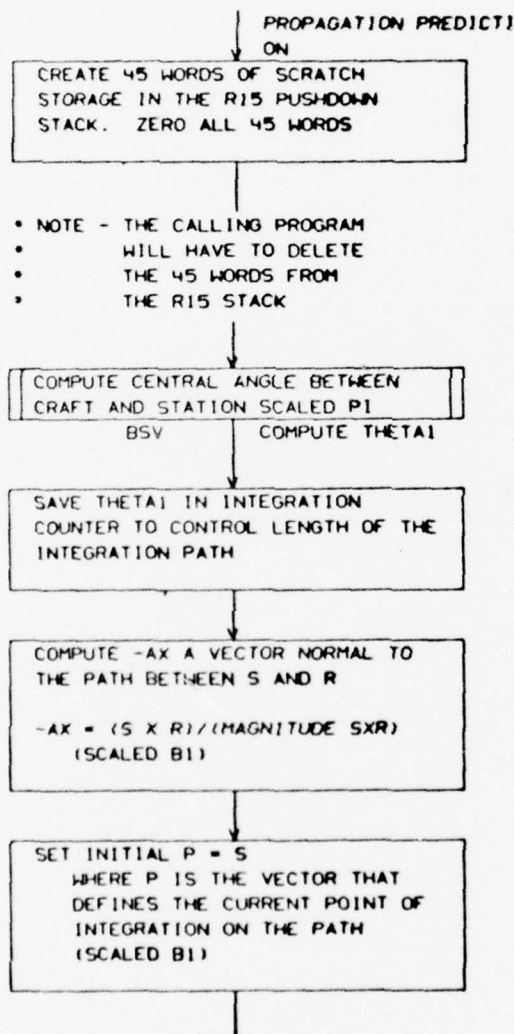 PROPAGATION PREDICTI
ON
CREATE 45 WORDS OF SCRATCH
STORAGE IN THE R15 PUSHDOWN
STACK. ZERO ALL 45 WORDS
* NOTE - THE CALLING PROGRAM
* WILL HAVE TO DELETE
* THE 45 WORDS FROM
* THE R15 STACK
COMPUTE CENTRAL ANGLE BETWEEN
CRAFT AND STATION SCALED PI
BSV COMPUTE THETA1
SAVE THETA1 IN INTEGRATION
COUNTER TO CONTROL LENGTH OF THE
INTEGRATION PATH
COMPUTE -AX A VECTOR NORMAL TO
THE PATH BETWEEN S AND R
-AX = (S X R)/(MAGNITUDE SXR)
(SCALED B1)
SET INITIAL P = S
WHERE P IS THE VECTOR THAT
DEFINES THE CURRENT POINT OF
INTEGRATION ON THE PATH
(SCALED B1)